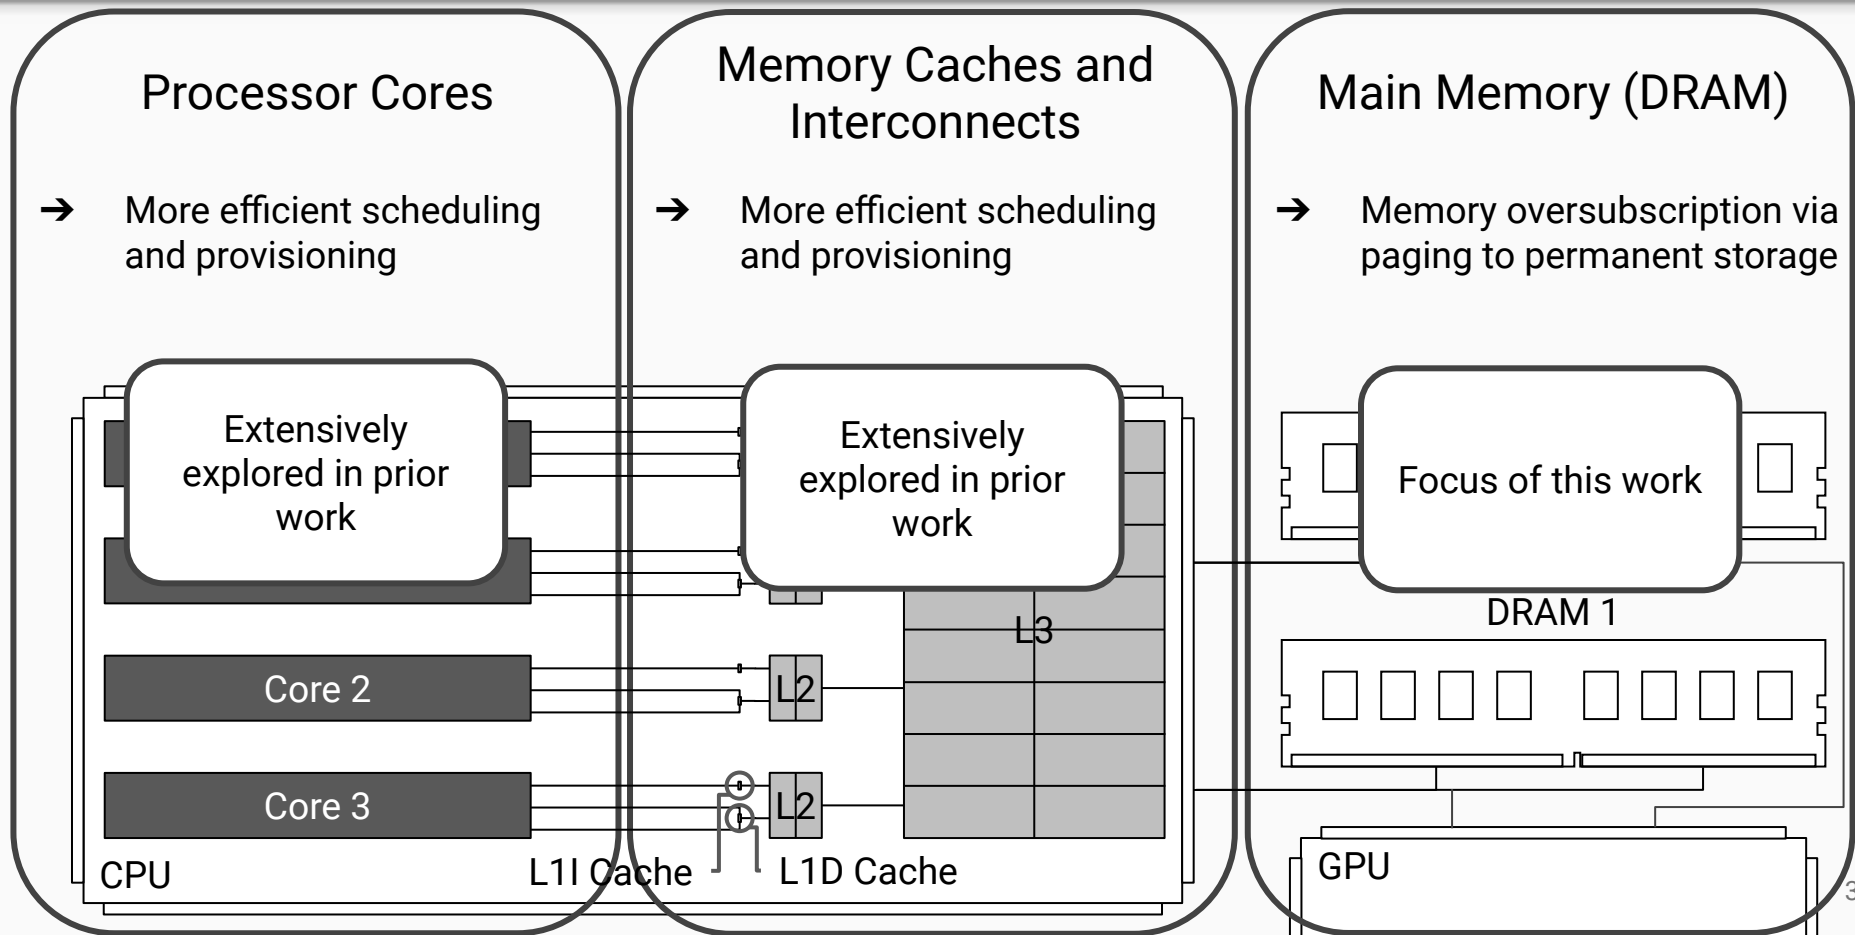 Processor Cores
➔ More efficient scheduling
and provisioning
Extensively
explored in prior
work
Memory Caches and
Interconnects
➔ More efficient scheduling
and provisioning
Extensively
explored in prior
work
Main Memory (DRAM)
➔ Memory oversubscription via
paging to permanent storage
Focus of this work
DRAM 1
L3
Core 2
L2
Core 3
L2
CPU
L1I Cache
L1D Cache
GPU
3